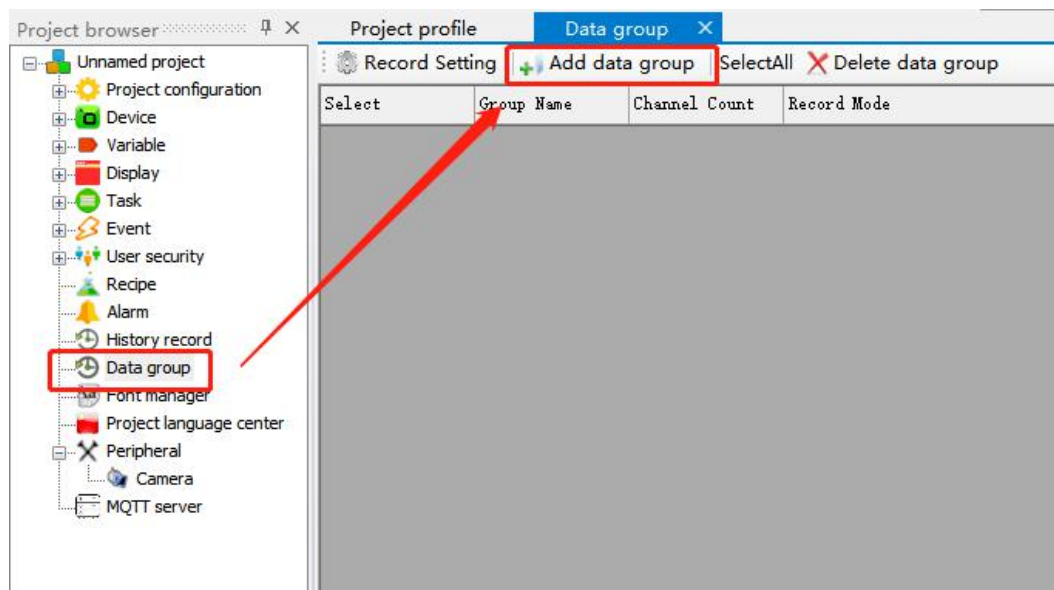 Project browser
Unnamed project
Project configuration
Device
Variable
Display
Task
Event
User security
Recipe
Alarm
History record
Data group
Font manager
Project language center
Peripheral
Camera
MQTT server
Project profile Data group
Record Setting Add data group SelectAll Delete data group
Select Group Name Channel Count Record Mode